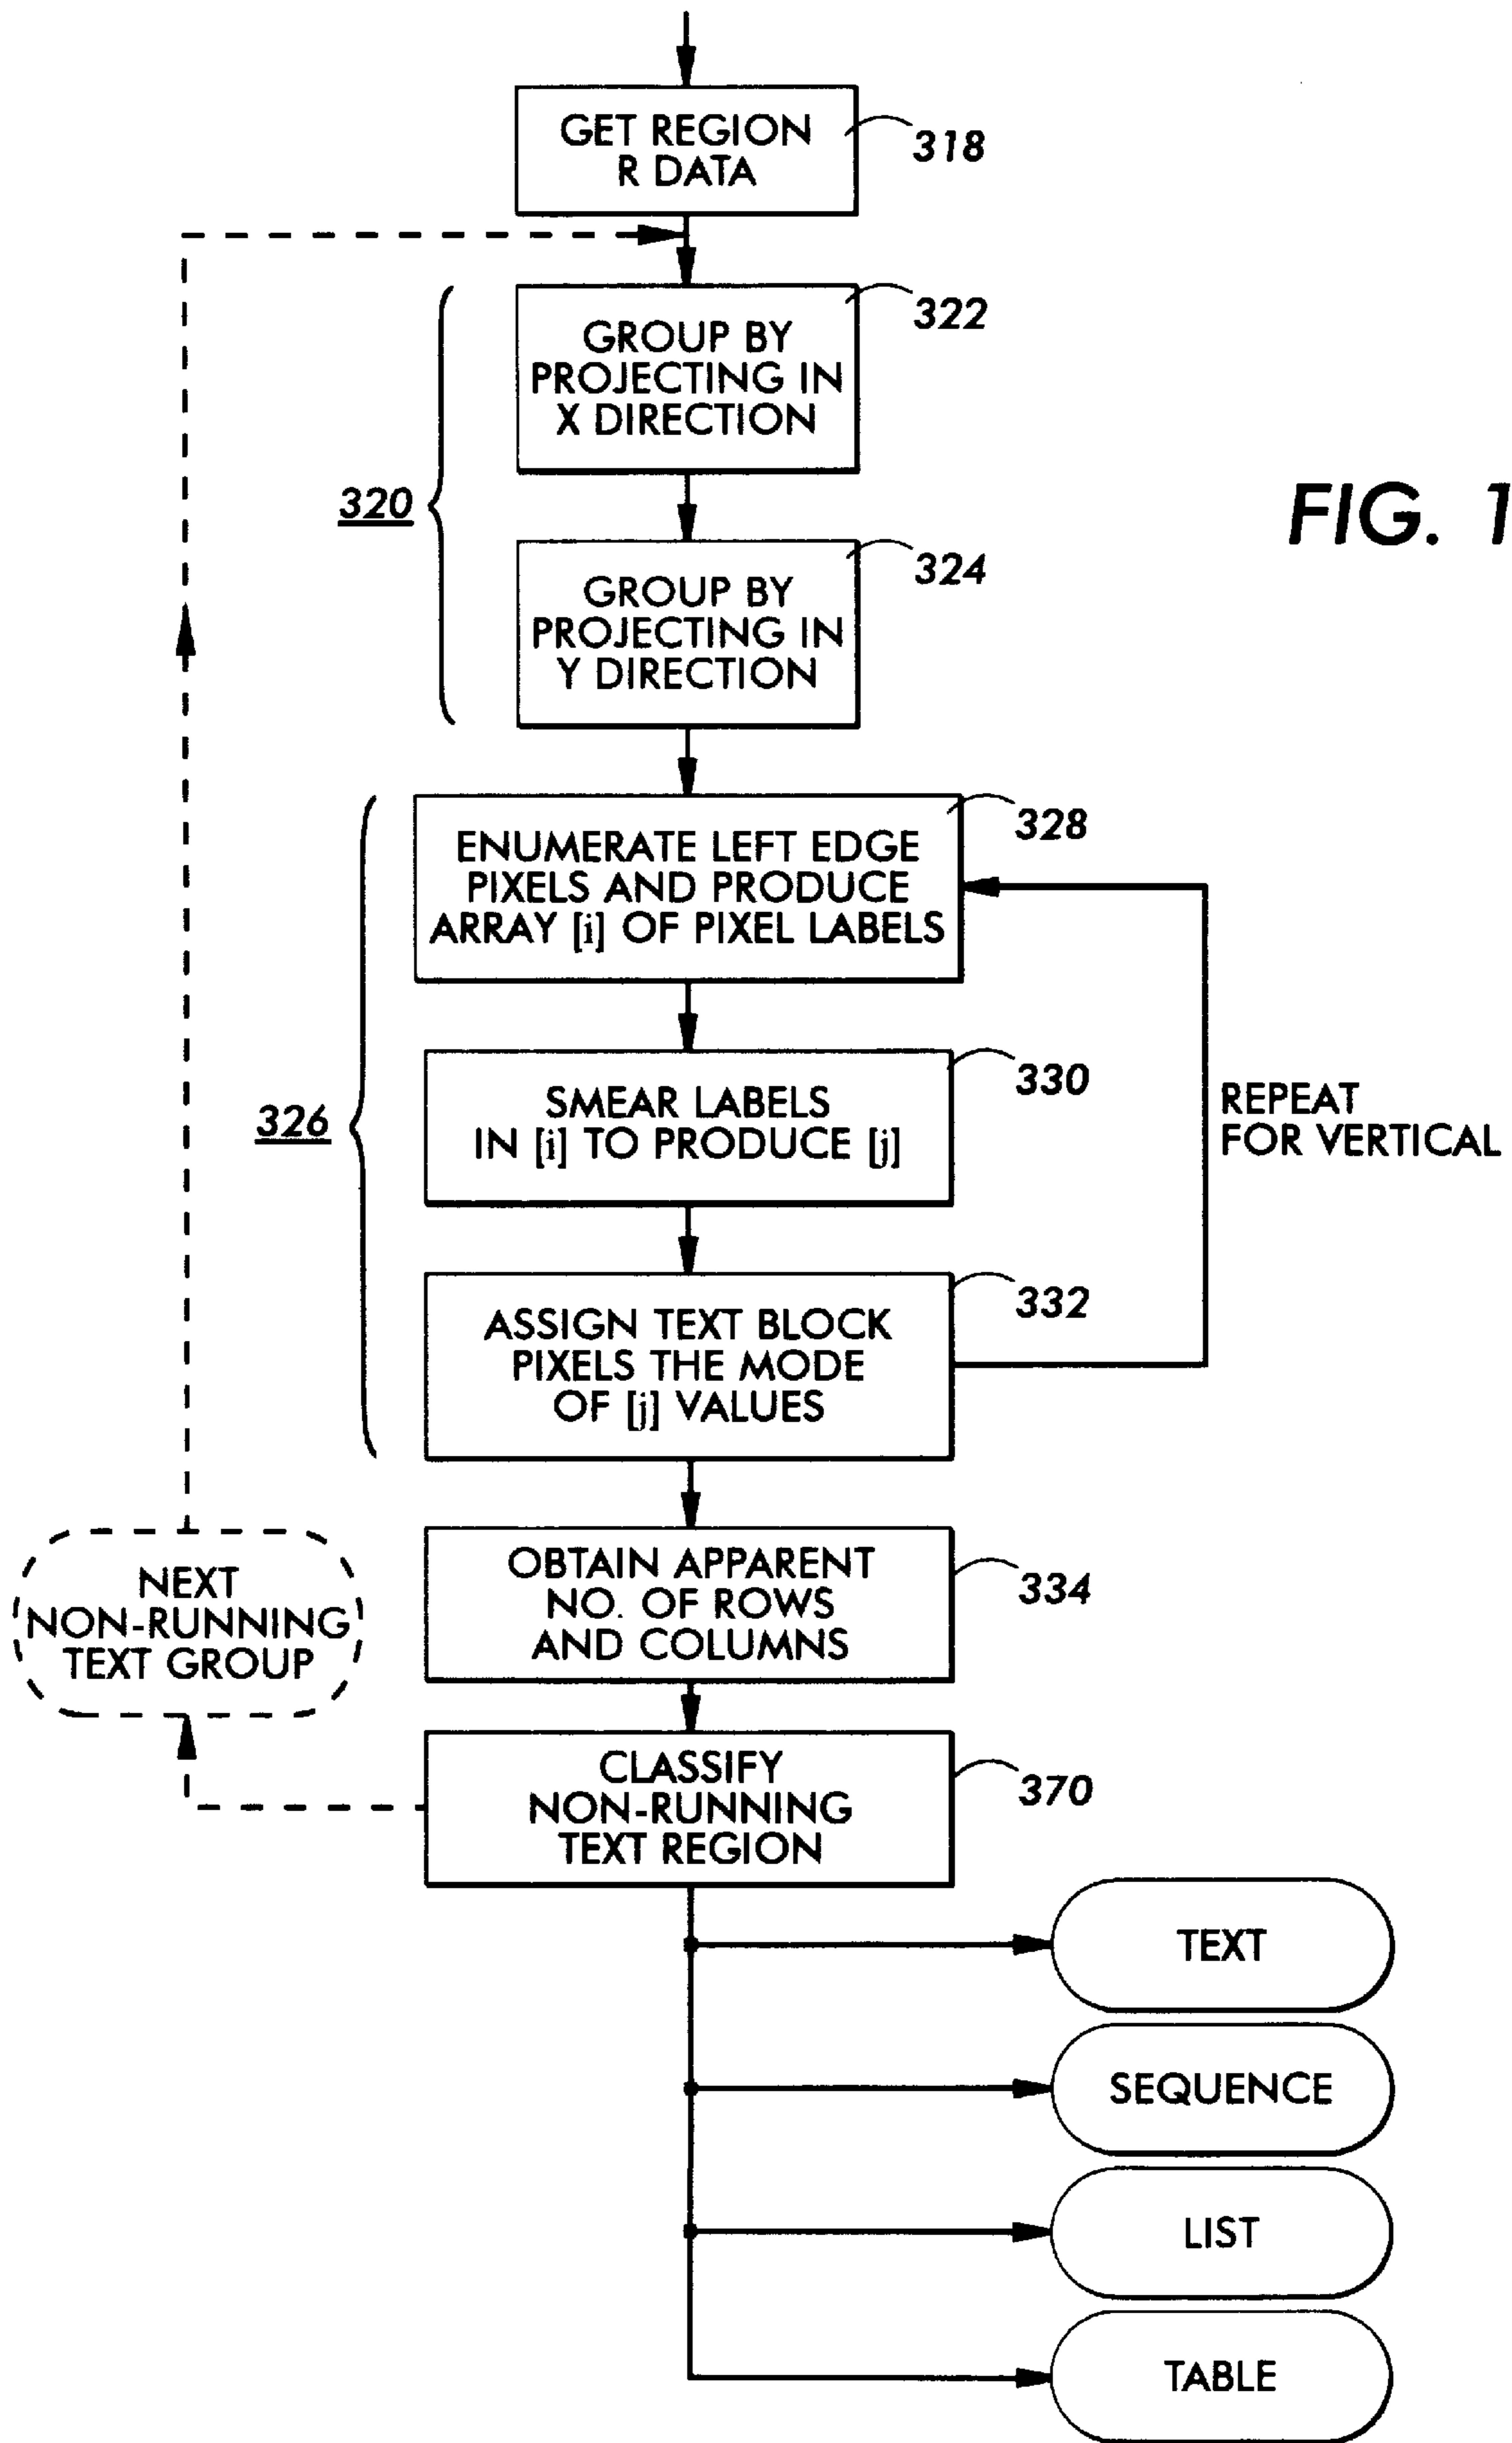 GET REGION
R DATA
318
GROUP BY
PROJECTING IN
X DIRECTION
322
320
FIG. 1
GROUP BY
PROJECTING IN
Y DIRECTION
324
ENUMERATE LEFT EDGE
PIXELS AND PRODUCE
ARRAY [i] OF PIXEL LABELS
328
326
SMEAR LABELS
IN [i] TO PRODUCE [j]
330
REPEAT
FOR VERTICAL
ASSIGN TEXT BLOCK
PIXELS THE MODE
OF [j] VALUES
332
OBTAIN APPARENT
NO. OF ROWS
AND COLUMNS
334
NEXT
NON-RUNNING
TEXT GROUP
CLASSIFY
NON-RUNNING
TEXT REGION
370
TEXT
SEQUENCE
LIST
TABLE